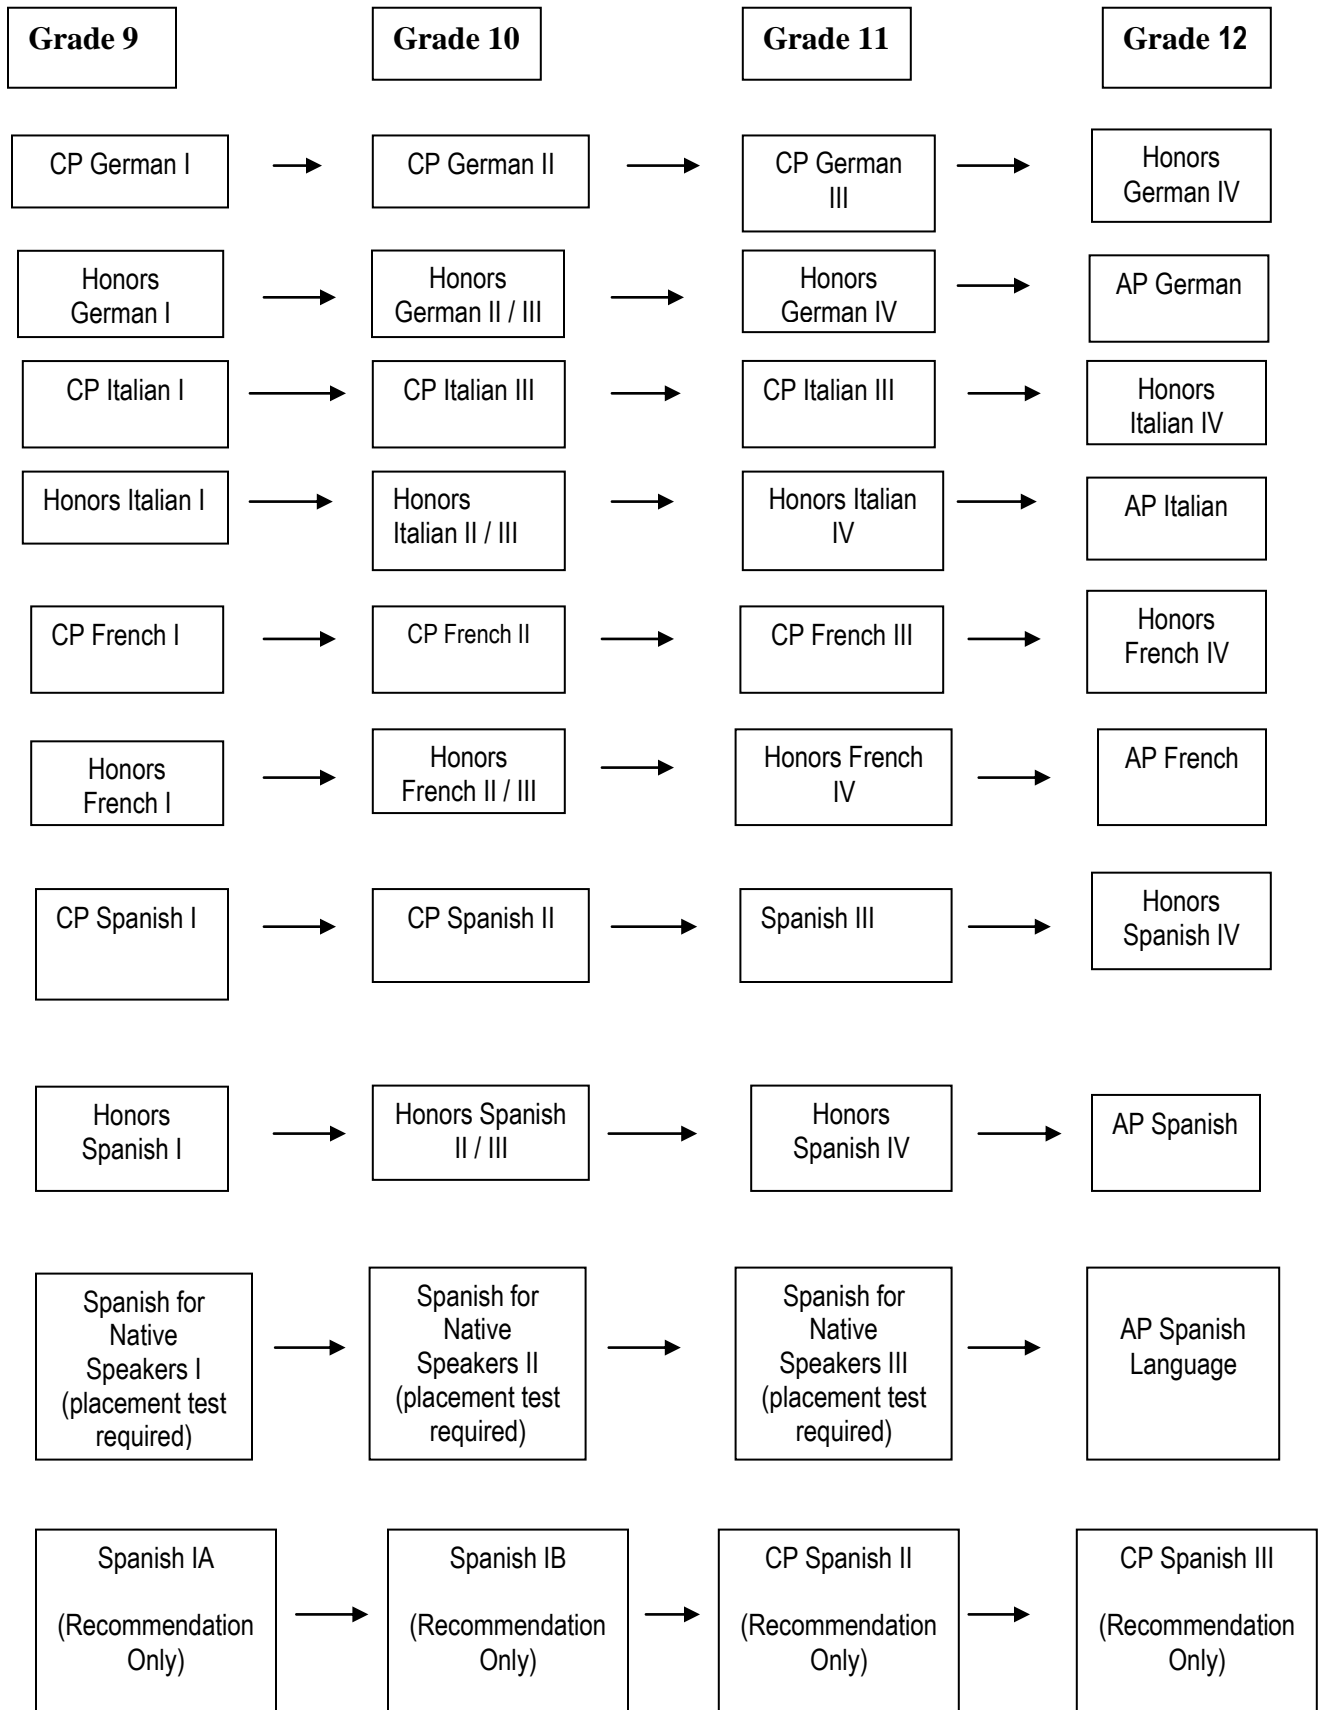 Grade 9
Grade 10
Grade 11
Grade 12
CP German I
CP German II
CP German
III
Honors
German IV
Honors
German I
Honors
German II / III
Honors
German IV
AP German
CP Italian I
CP Italian III
CP Italian III
Honors
Italian IV
Honors Italian I
Honors
Italian II / III
Honors Italian
IV
AP Italian
CP French I
CP French II
CP French III
Honors
French IV
Honors
French I
Honors
French II / III
Honors French
IV
AP French
CP Spanish I
CP Spanish II
Spanish III
Honors
Spanish IV
Honors
Spanish I
Honors Spanish
II / III
Honors
Spanish IV
AP Spanish
Spanish for
Native
Speakers I
(placement test
required)
Spanish for
Native
Speakers II
(placement test
required)
Spanish for
Native
Speakers III
(placement test
required)
AP Spanish
Language
Spanish IA
(Recommendation
Only)
Spanish IB
(Recommendation
Only)
CP Spanish II
(Recommendation
Only)
CP Spanish III
(Recommendation
Only)